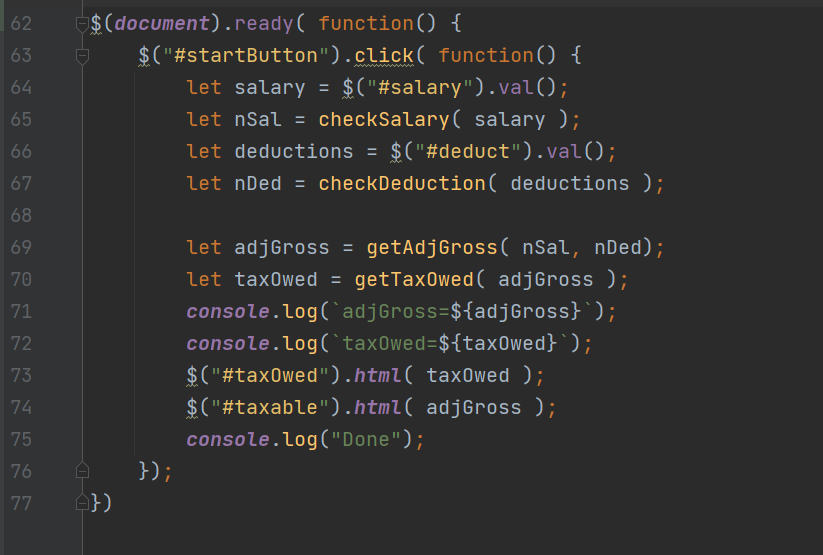 62 $(document).ready( function() {
63     $("#startButton").click( function() {
64         let salary = $("#salary").val();
65         let nSal = checkSalary( salary );
66         let deductions = $("#deduct").val();
67         let nDed = checkDeduction( deductions );
68
69         let adjGross = getAdjGross( nSal, nDed);
70         let taxOwed = getTaxOwed( adjGross );
71         console.log(`adjGross=${adjGross}`);
72         console.log(`taxOwed=${taxOwed}`);
73         $("#taxOwed").html( taxOwed );
74         $("#taxable").html( adjGross );
75         console.log("Done");
76     });
77 })